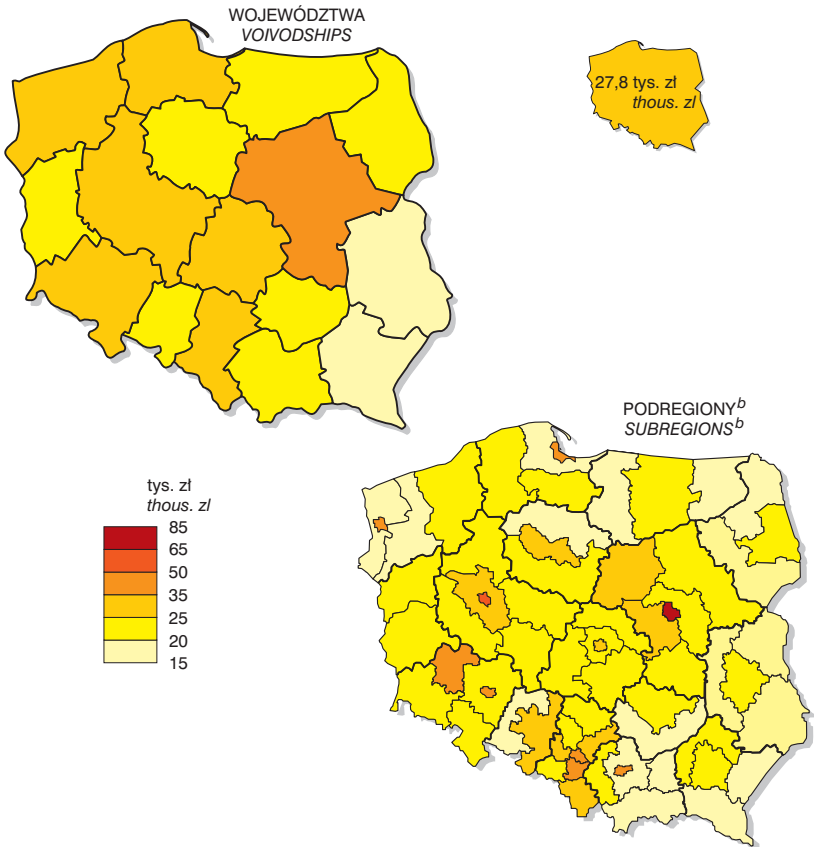 WOJEWÓDZTWA
VOIVODSHIPS
27,8 tys. zł
thous. zl
PODREGIONY b
SUBREGIONS b
tys. zł
thous. zl
85
65
50
35
25
20
15